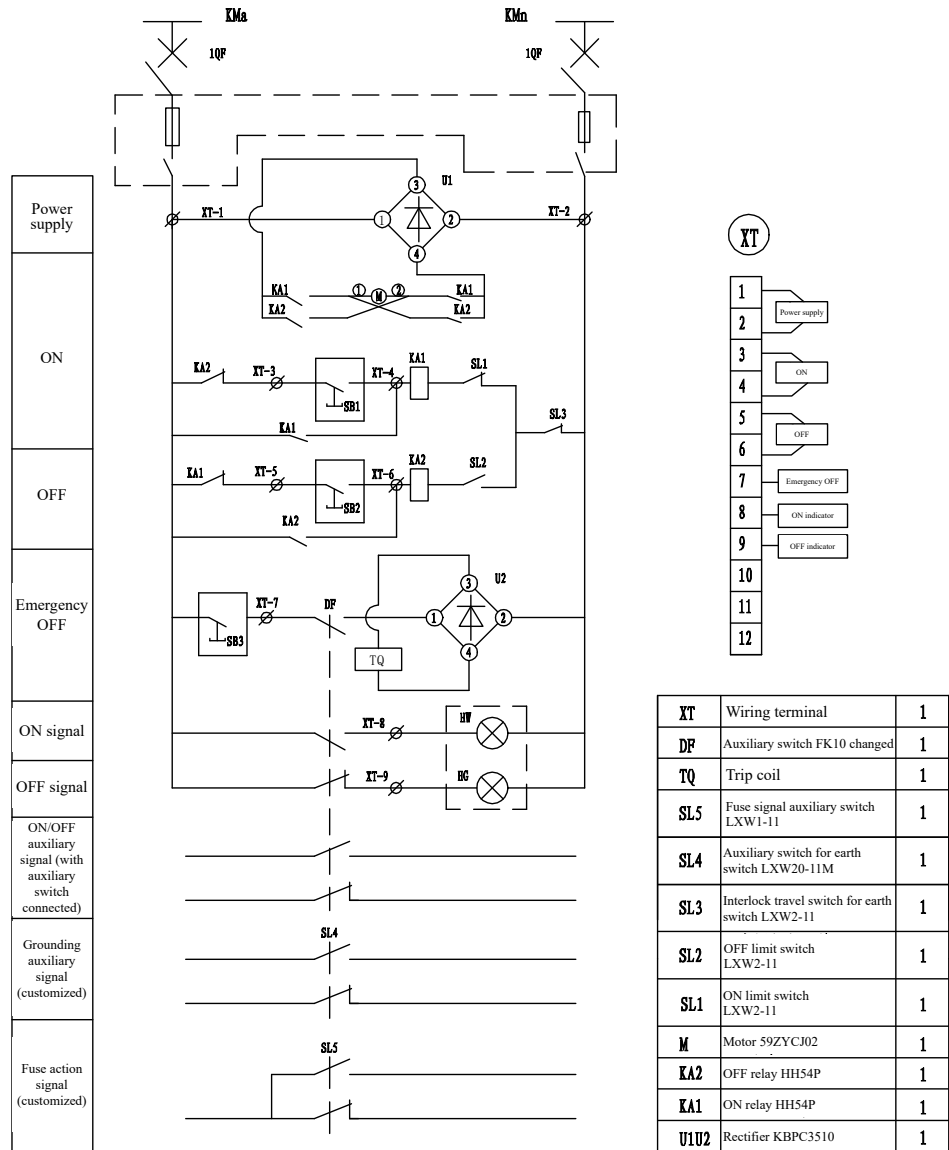 KMa
KMn
1QF
1QF
Power
supply
ON
OFF
Emergency
OFF
ON signal
OFF signal
ON/OFF
auxiliary
signal (with
auxiliary
switch
connected)
Grounding
auxiliary
signal
(customized)
Fuse action
signal
(customized)
3
U1
XT-1
1
2
XT-2
4
KA1
1
M
2
KA1
KA2
KA2
KA2
XT-3
SB1
XT-4
KA1
SL1
SL3
KA1
KA1
XT-5
SB2
XT-6
KA2
SL2
KA2
3
U2
SB3
XT-7
DF
1
2
TQ
4
XT-8
HW
XT-9
HG
SL4
SL5
XT
1
2
Power supply
3
4
ON
5
6
OFF
7
Emergency OFF
8
ON indicator
9
OFF indicator
10
11
12
XT Wiring terminal 1
DF Auxiliary switch FK10 changed 1
TQ Trip coil 1
SL5 Fuse signal auxiliary switch
LXW1-11 1
SL4 Auxiliary switch for earth
switch LXW20-11M 1
SL3 Interlock travel switch for earth
switch LXW2-11 1
SL2 OFF limit switch
LXW2-11 1
SL1 ON limit switch
LXW2-11 1
M Motor 59ZYCJ02 1
KA2 OFF relay HH54P 1
KA1 ON relay HH54P 1
U1U2 Rectifier KBPC3510 1